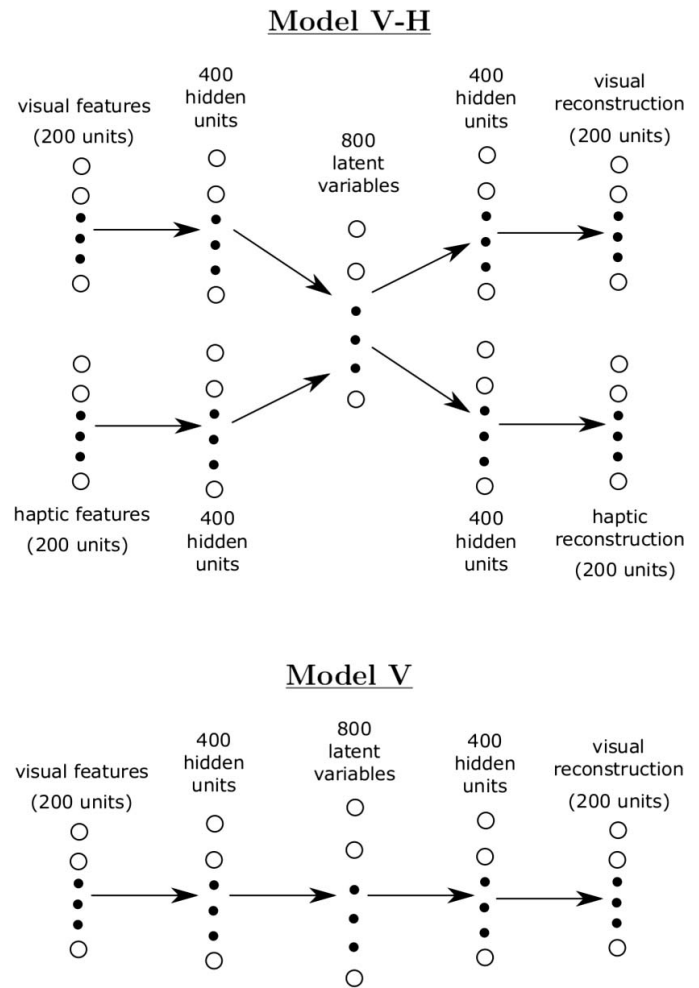 Model V-H
visual features
(200 units)
400
hidden
units
800
latent
variables
400
hidden
units
visual
reconstruction
(200 units)
haptic features
(200 units)
400
hidden
units
400
hidden
units
haptic
reconstruction
(200 units)
Model V
visual features
(200 units)
400
hidden
units
800
latent
variables
400
hidden
units
visual
reconstruction
(200 units)